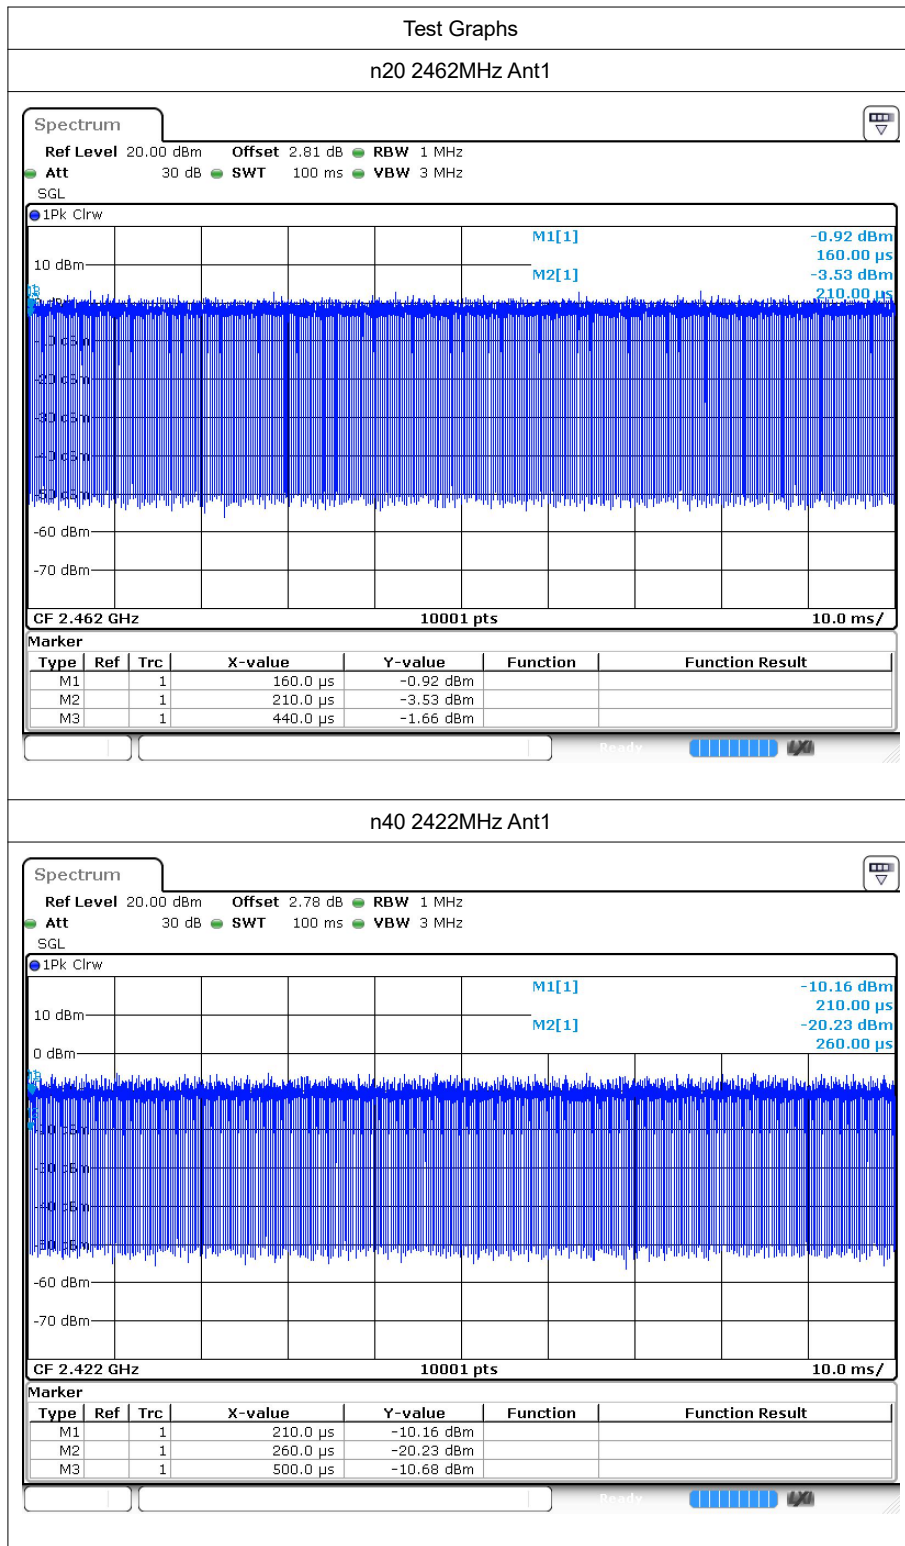 Test Graphs
n20 2462MHz Ant1
Spectrum
Ref Level 20.00 dBm Offset 2.81 dB RBW 1 MHz
Att 30 dB SWT 100 ms VBW 3 MHz
SGL
1Pk Clrw
M1[1] -0.92 dBm
160.00 µs
10 dBm
M2[1] -3.53 dBm
210.00 µs
-60 dBm
-70 dBm
CF 2.462 GHz 10001 pts 10.0 ms/
Marker
Type Ref Trc X-value Y-value Function Function Result
M1 1 160.0 µs -0.92 dBm
M2 1 210.0 µs -3.53 dBm
M3 1 440.0 µs -1.66 dBm
Ready
LXI
n40 2422MHz Ant1
Spectrum
Ref Level 20.00 dBm Offset 2.78 dB RBW 1 MHz
Att 30 dB SWT 100 ms VBW 3 MHz
SGL
1Pk Clrw
M1[1] -10.16 dBm
210.00 µs
10 dBm
M2[1] -20.23 dBm
260.00 µs
0 dBm
-60 dBm
-70 dBm
CF 2.422 GHz 10001 pts 10.0 ms/
Marker
Type Ref Trc X-value Y-value Function Function Result
M1 1 210.0 µs -10.16 dBm
M2 1 260.0 µs -20.23 dBm
M3 1 500.0 µs -10.68 dBm
Ready
LXI